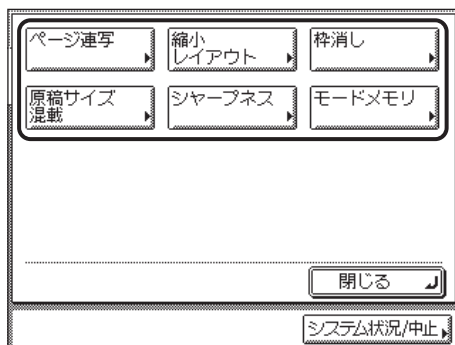 ページ連写
縮小
レイアウト
枠消し
原稿サイズ
混載
シャープネス
モードメモリ
閉じる
システム状況/中止